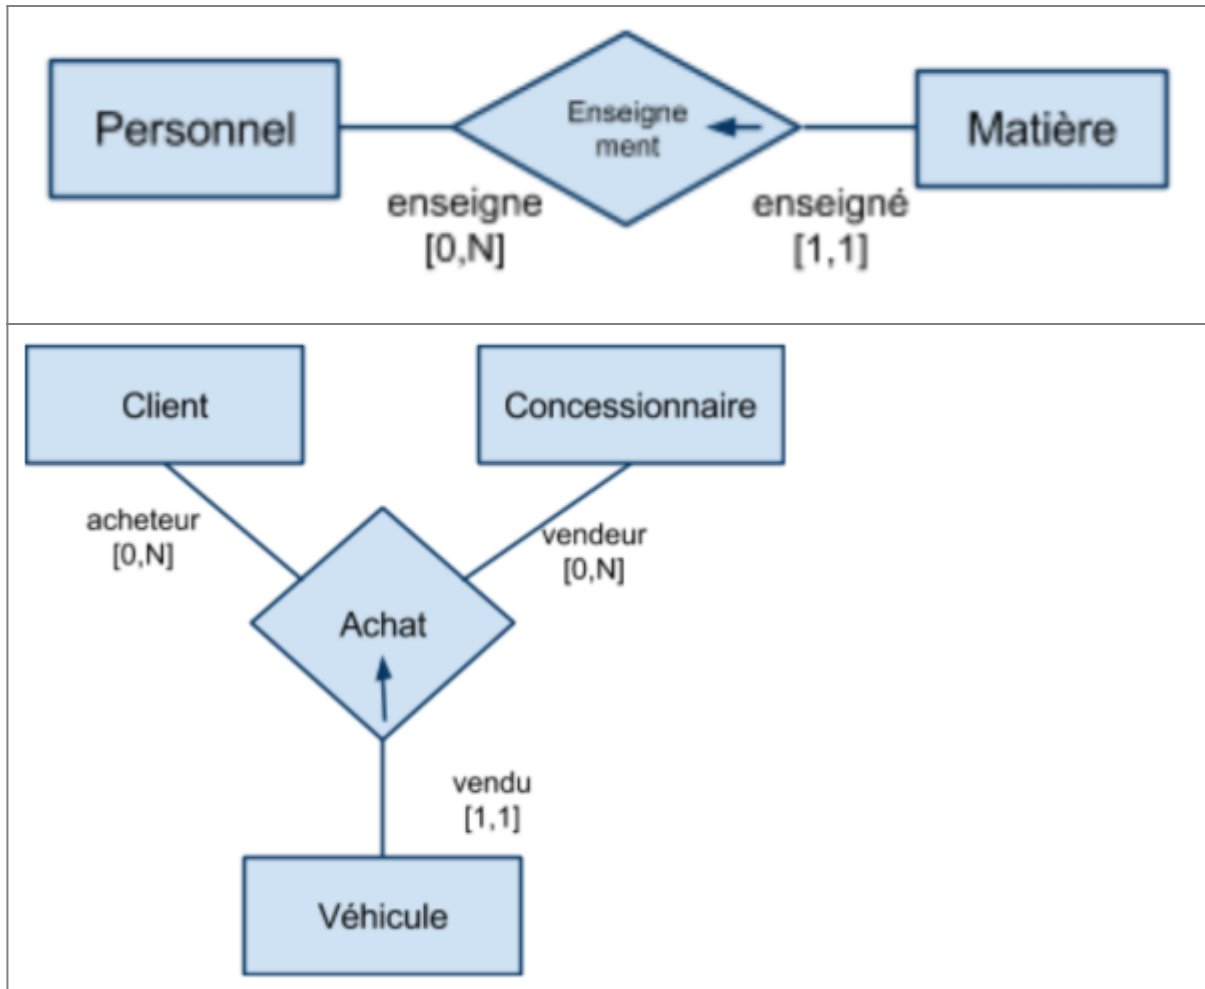 Personnel
Enseigne
ment
Matière
enseigne
[0,N]
enseigné
[1,1]
Client
Concessionnaire
acheteur
[0,N]
vendeur
[0,N]
Achat
vendu
[1,1]
Véhicule